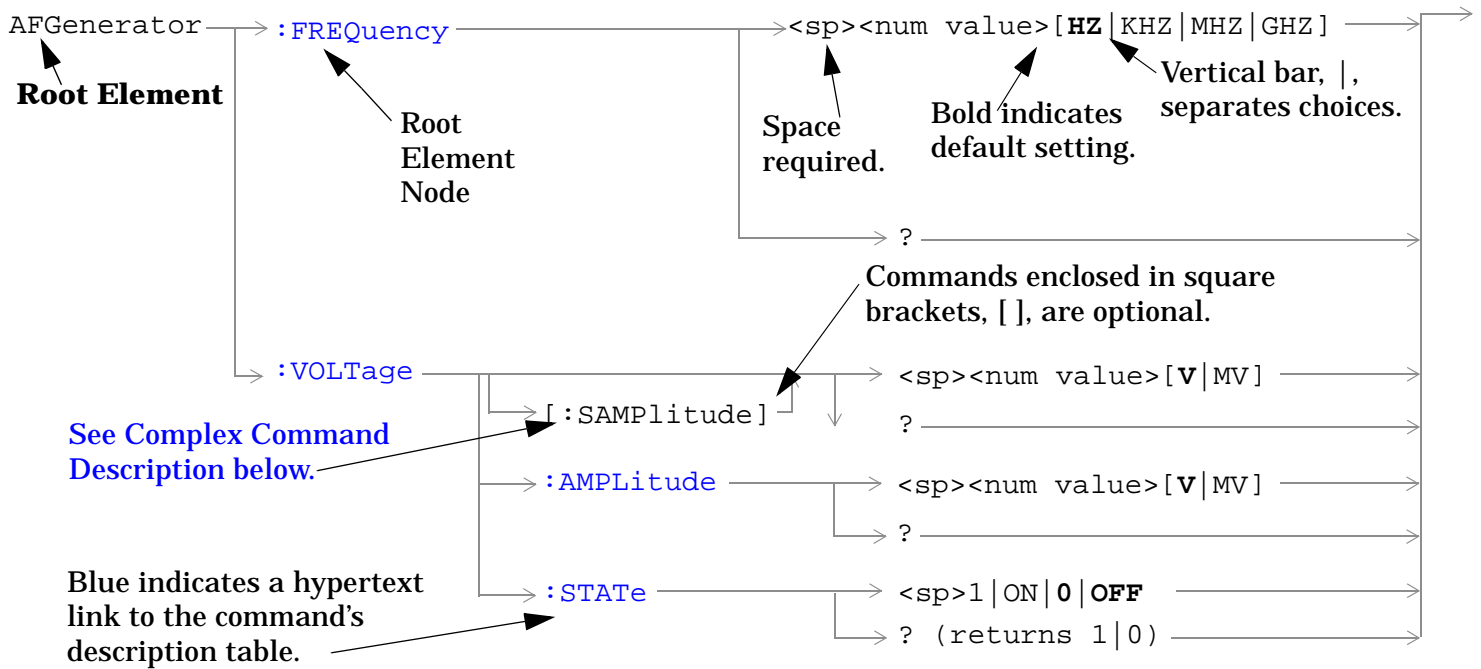 AFGenerator :FREQuency <sp><num value>[HZ|KHZ|MHZ|GHZ]
Root Element
Root
Element
Node
Space
required.
Bold indicates
default setting.
Vertical bar, |,
separates choices.
?
Commands enclosed in square
brackets, [ ], are optional.
:VOLTage <sp><num value>[V|MV]
[:SAMPlitude]
?
See Complex Command
Description below.
:AMPLitude <sp><num value>[V|MV]
?
Blue indicates a hypertext
link to the command's
description table.
:STATe <sp>1|ON|0|OFF
? (returns 1|0)